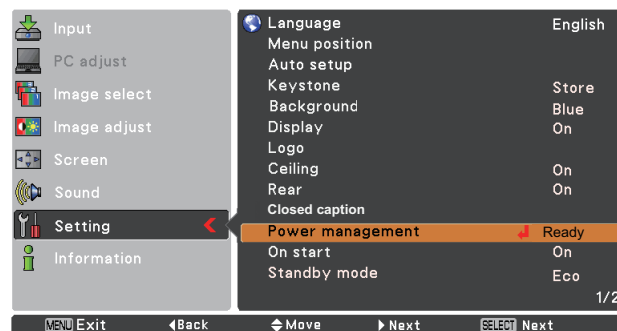 Input
PC adjust
Image select
Image adjust
Screen
Sound
Setting
Information
Language English
Menu position
Auto setup
Keystone Store
Background Blue
Display On
Logo
Ceiling On
Rear On
Closed caption
Power management Ready
On start On
Standby mode Eco
1/2
MENU Exit Back Move Next SELECT Next